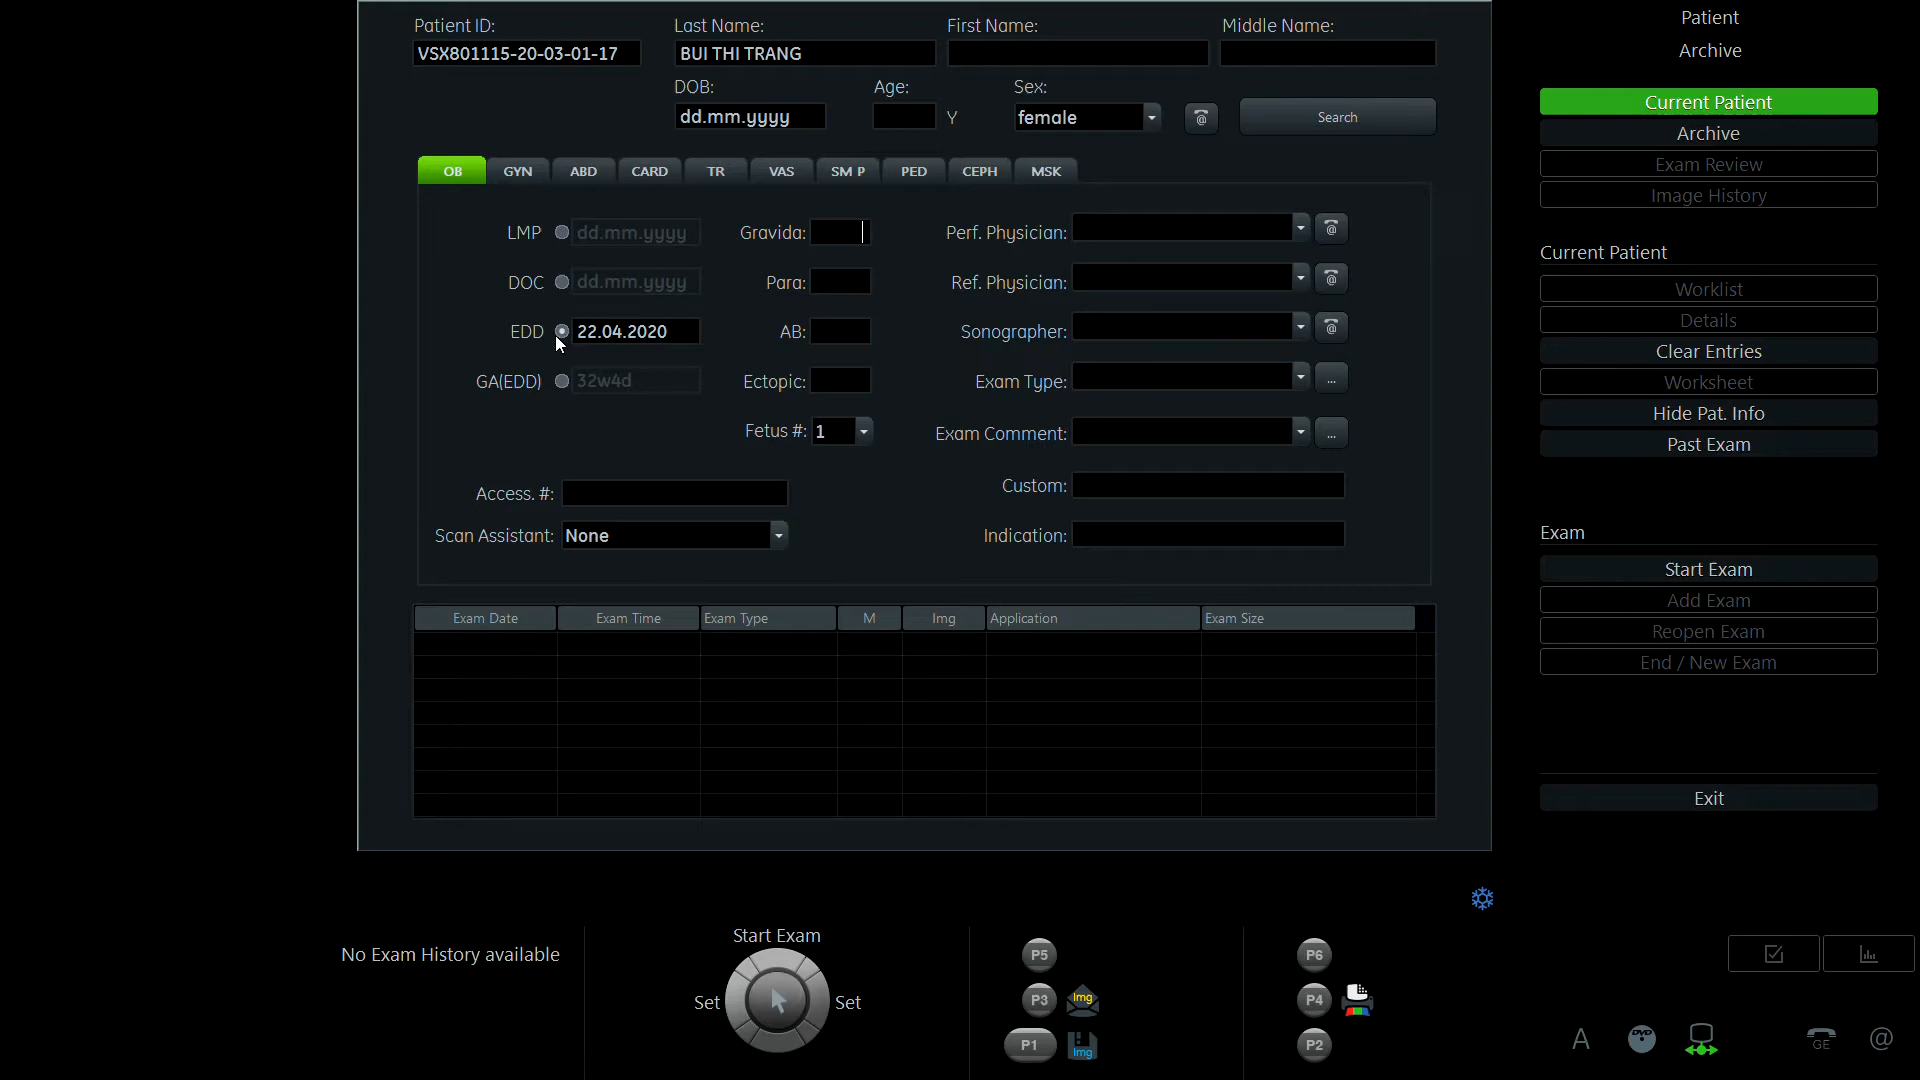 Patient ID: Last Name: First Name: Middle Name:
VSX801115-20-03-01-17 BUI THI TRANG
DOB: Age: Sex:
dd.mm.yyyy Y female @ Search
OB GYN ABD CARD TR VAS SM P PED CEPH MSK
LMP dd.mm.yyyy Gravida: Perf. Physician: @
DOC dd.mm.yyyy Para: Ref. Physician: @
EDD 22.04.2020 AB: Sonographer: @
GA(EDD) 32w4d Ectopic: Exam Type: ...
Fetus #: 1 Exam Comment: ...
Access. #: Custom:
Scan Assistant: None Indication:
Exam Date Exam Time Exam Type M Img Application Exam Size
Patient
Archive
Current Patient
Archive
Exam Review
Image History
Current Patient
Worklist
Details
Clear Entries
Worksheet
Hide Pat. Info
Past Exam
Exam
Start Exam
Add Exam
Reopen Exam
End / New Exam
Exit
No Exam History available
Start Exam
Set Set
P5
P3 Img
P1 Img
P6
P4
P2
A DVD GE @